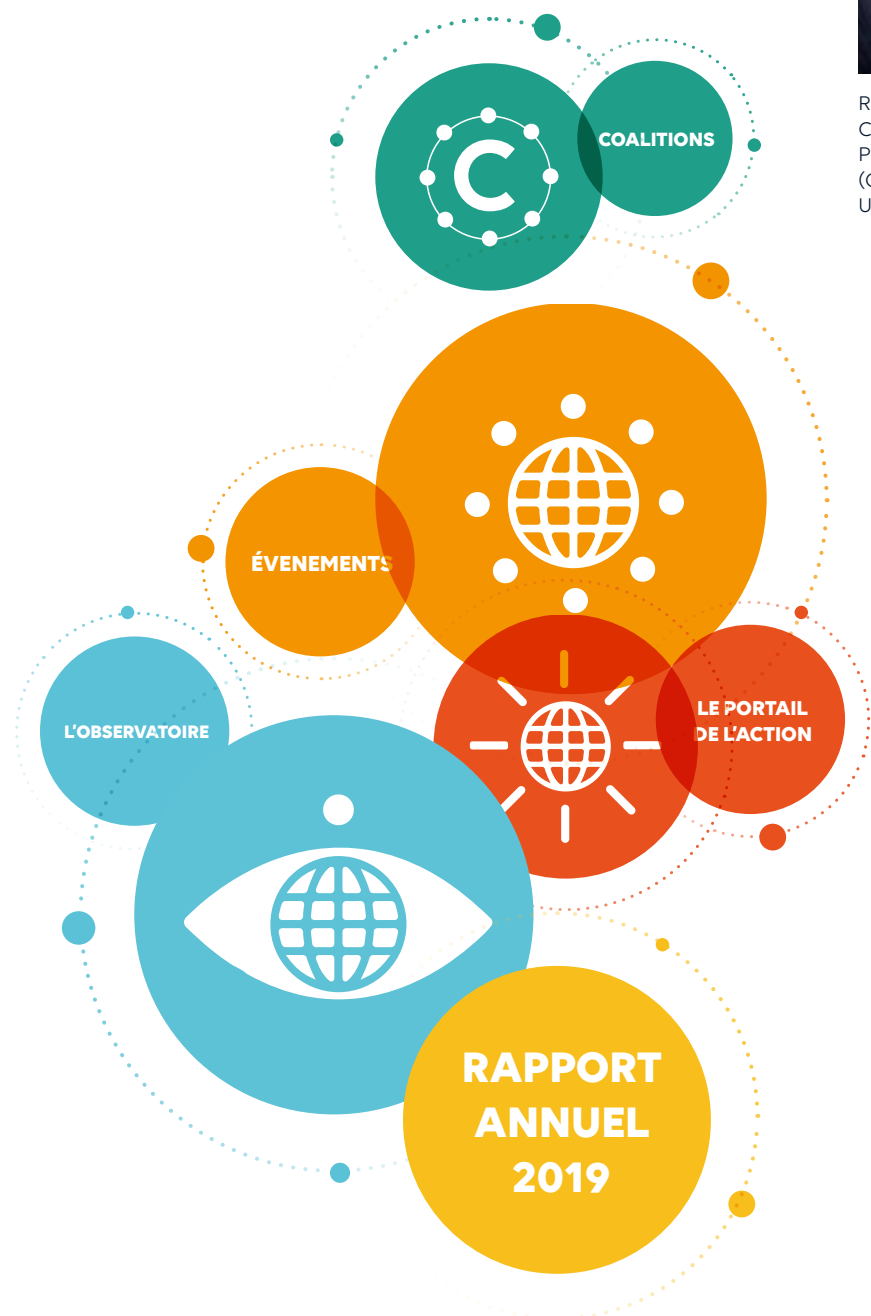 COALITIONS
C
R
C
P
U
ÉVENEMENTS
L'OBSERVATOIRE
LE PORTAIL
DE L'ACTION
RAPPORT
ANNUEL
2019